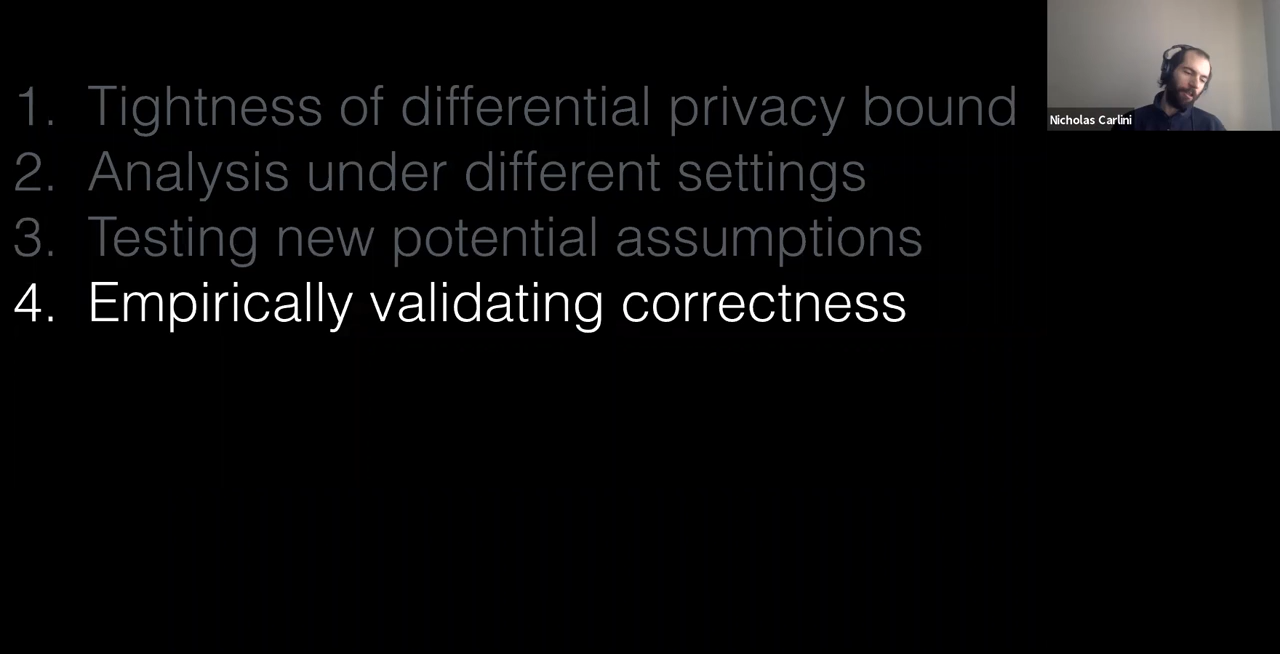 1. Tightness of differential privacy bound
2. Analysis under different settings
3. Testing new potential assumptions
4. Empirically validating correctness
Nicholas Carlini